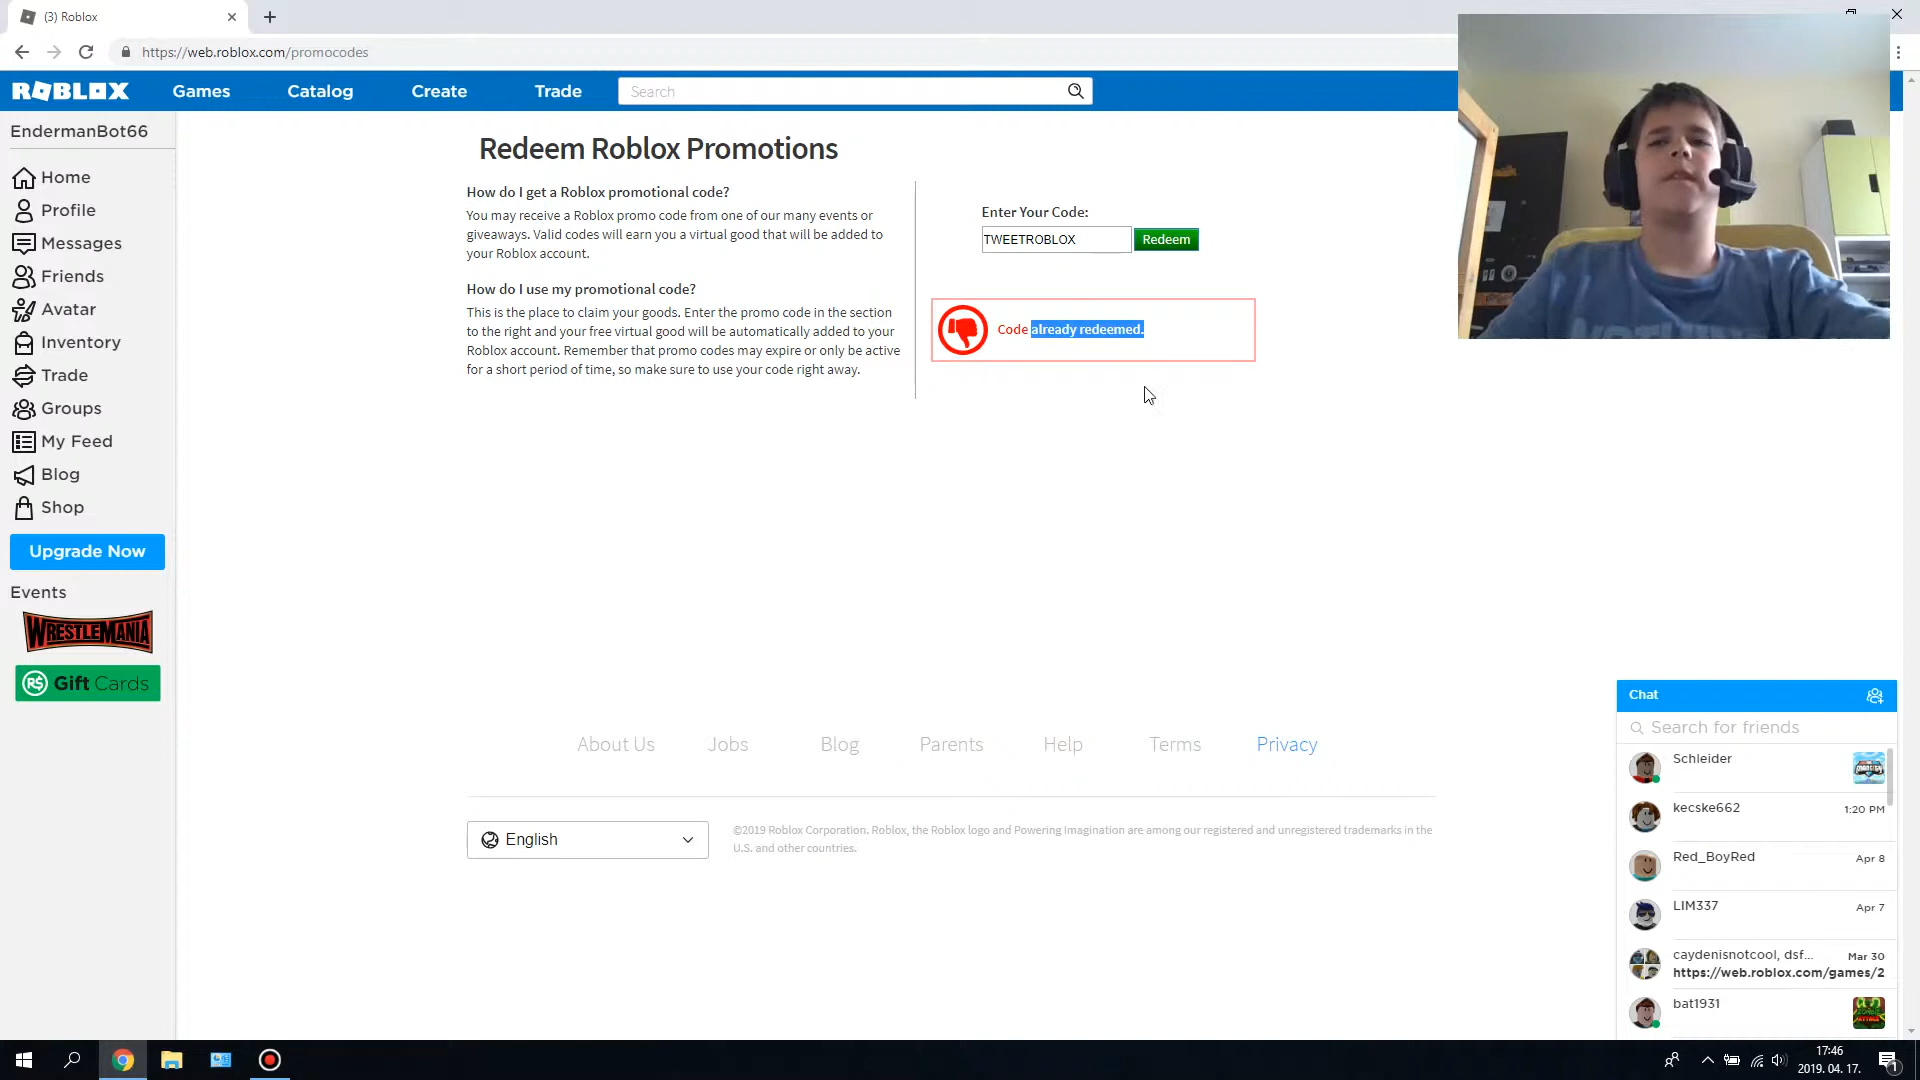 (3) Roblox
https://web.roblox.com/promocodes
ROBLOX
Games
Catalog
Create
Trade
Search
EndermanBot66
Home
Profile
Messages
Friends
Avatar
Inventory
Trade
Groups
My Feed
Blog
Shop
Upgrade Now
Events
WRESTLEMANIA
R$ Gift Cards
Redeem Roblox Promotions
How do I get a Roblox promotional code?
You may receive a Roblox promo code from one of our many events or
giveaways. Valid codes will earn you a virtual good that will be added to
your Roblox account.
How do I use my promotional code?
This is the place to claim your goods. Enter the promo code in the section
to the right and your free virtual good will be automatically added to your
Roblox account. Remember that promo codes may expire or only be active
for a short period of time, so make sure to use your code right away.
Enter Your Code:
TWEETROBLOX
Redeem
Code already redeemed.
About Us
Jobs
Blog
Parents
Help
Terms
Privacy
English
©2019 Roblox Corporation. Roblox, the Roblox logo and Powering Imagination are among our registered and unregistered trademarks in the
U.S. and other countries.
Chat
Search for friends
Schleider
kecske662
1:20 PM
Red_BoyRed
Apr 8
LIM337
Apr 7
caydenisnotcool, dsf...
Mar 30
https://web.roblox.com/games/2
bat1931
17:46
2019. 04. 17.
1